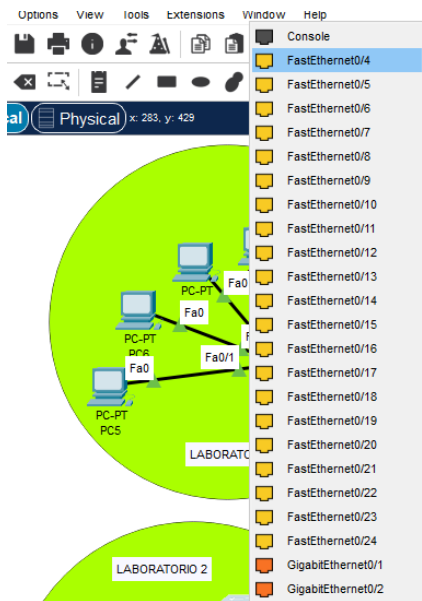 Options View Tools Extensions Window Help
Physical x: 283, y: 429
Console
FastEthernet0/4
FastEthernet0/5
FastEthernet0/6
FastEthernet0/7
FastEthernet0/8
FastEthernet0/9
FastEthernet0/10
FastEthernet0/11
FastEthernet0/12
FastEthernet0/13
FastEthernet0/14
FastEthernet0/15
FastEthernet0/16
FastEthernet0/17
FastEthernet0/18
FastEthernet0/19
FastEthernet0/20
FastEthernet0/21
FastEthernet0/22
FastEthernet0/23
FastEthernet0/24
GigabitEthernet0/1
GigabitEthernet0/2
PC-PT
Fa0
Fa0
PC-PT
PC6
Fa0
Fa0/1
PC-PT
PC5
LABORATO
LABORATORIO 2